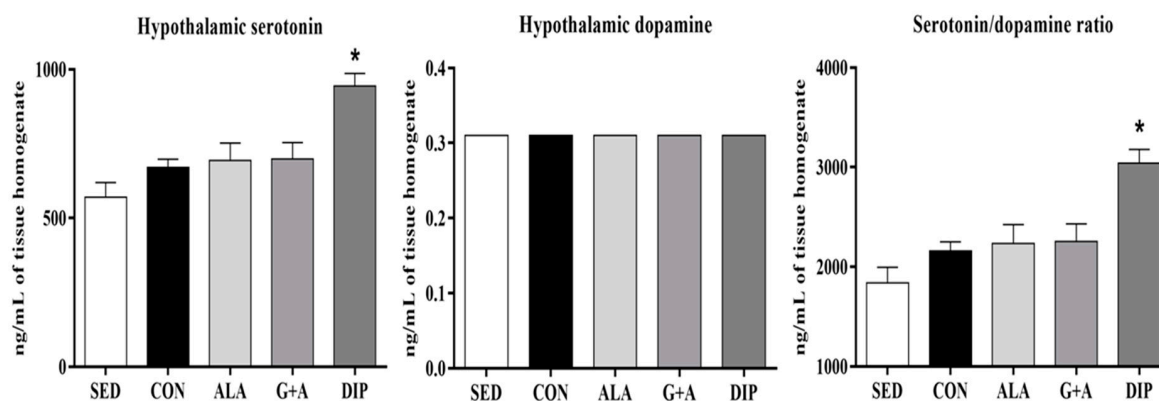 Hypothalamic serotonin
ng/mL of tissue homogenate
1000
500
0
*
SED CON ALA G+A DIP
Hypothalamic dopamine
ng/mL of tissue homogenate
0.4
0.3
0.2
0.1
0.0
SED CON ALA G+A DIP
Serotonin/dopamine ratio
ng/mL of tissue homogenate
4000
3000
2000
1000
*
SED CON ALA G+A DIP